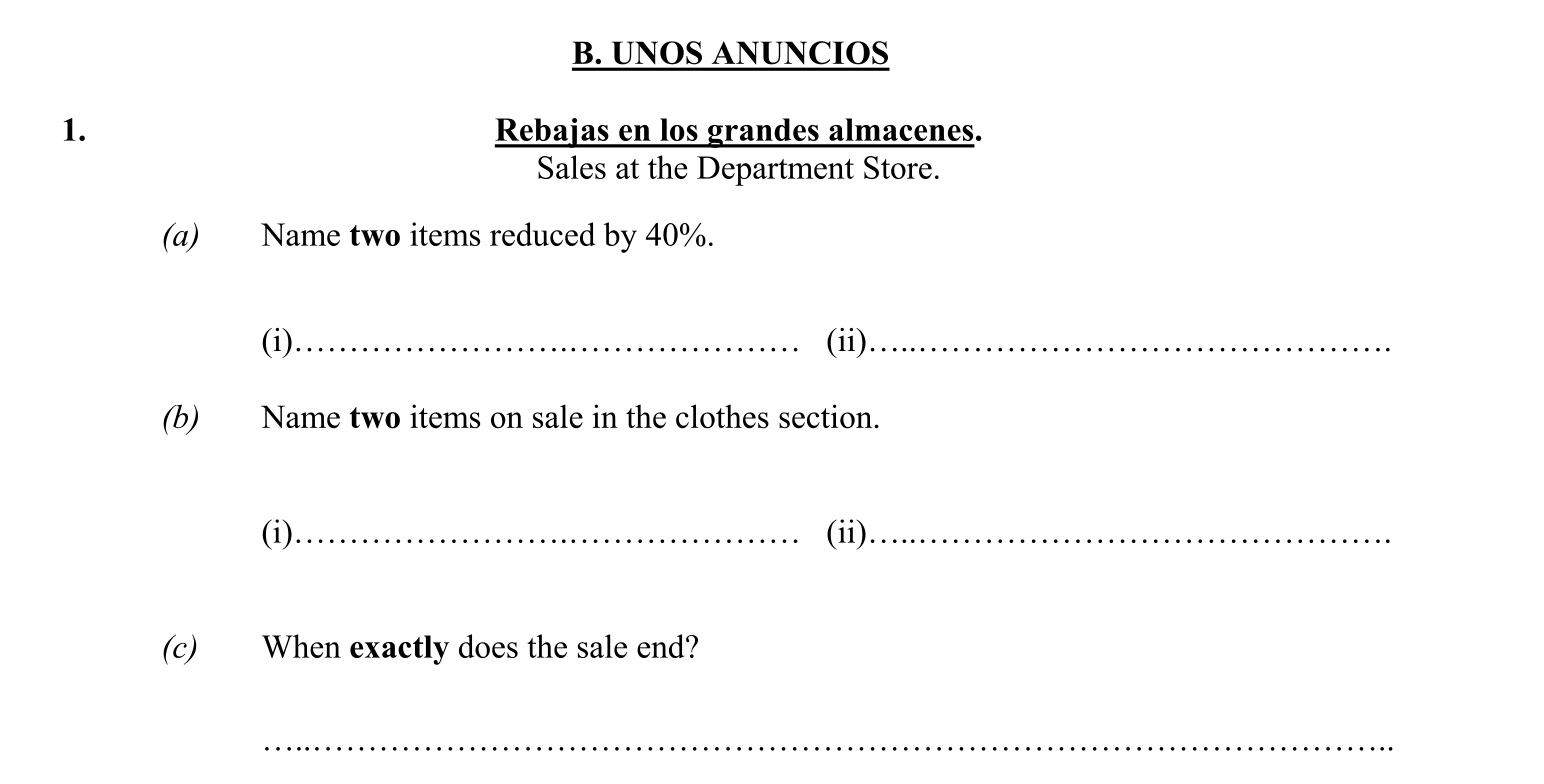 B. UNOS ANUNCIOS
1. Rebajas en los grandes almacenes.
Sales at the Department Store.
(a) Name two items reduced by 40%.
(i)…………………….………………… (ii)…..…………………………………….
(b) Name two items on sale in the clothes section.
(i)…………………….………………… (ii)…..…………………………………….
(c) When exactly does the sale end?
…..……………………………………………………………………………………..